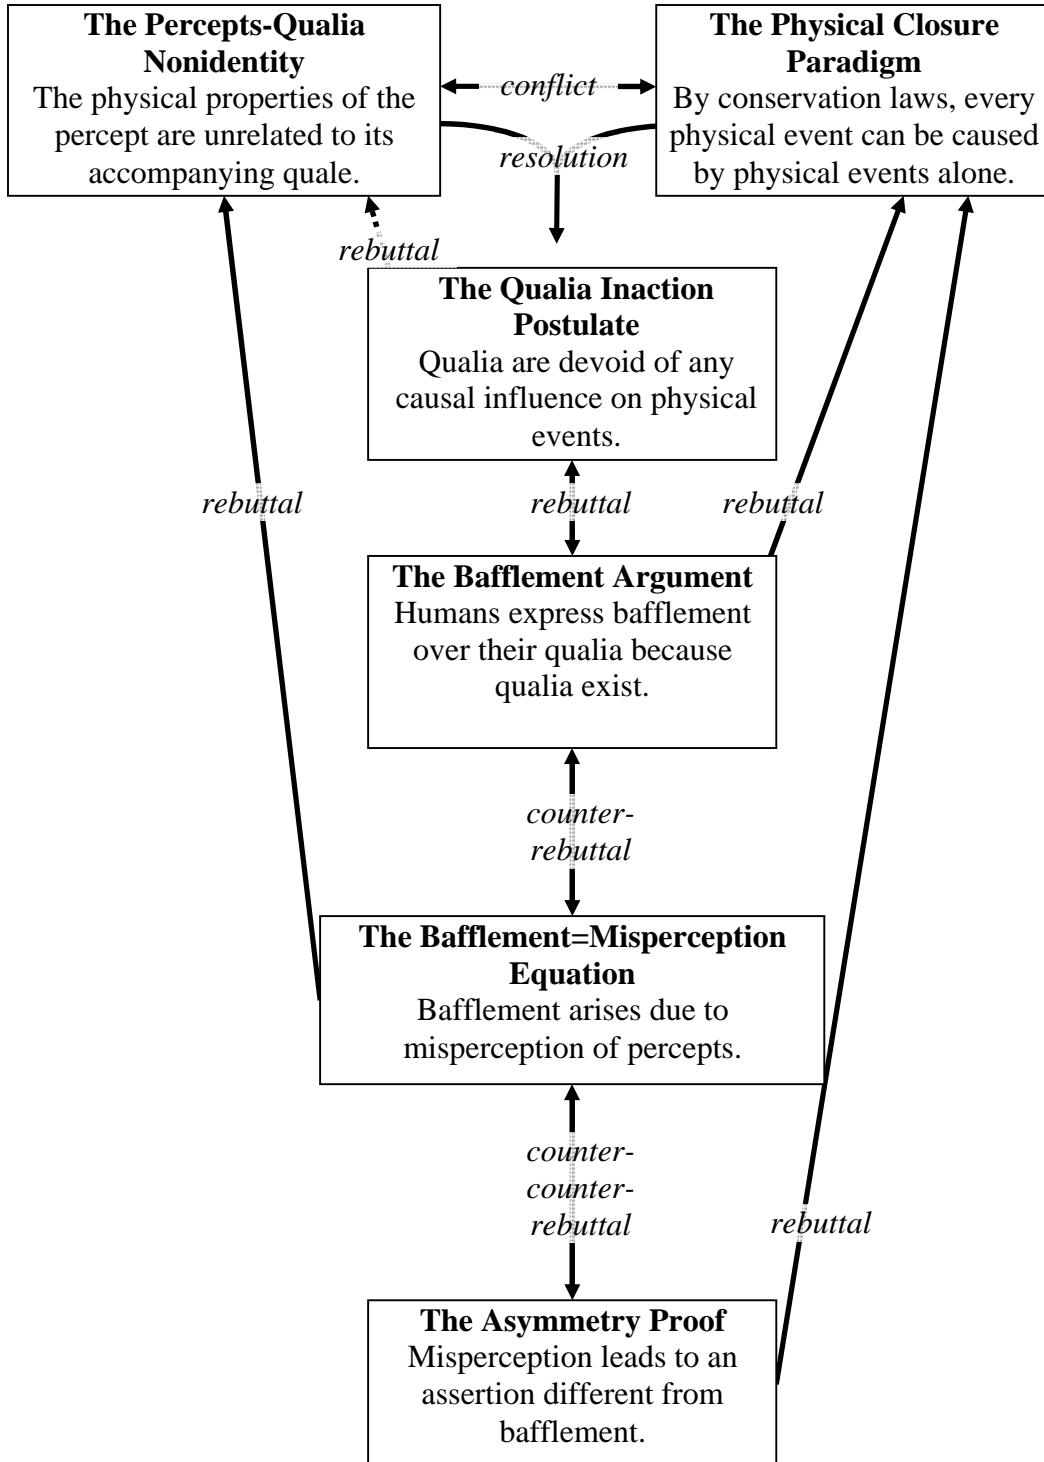 The Percepts-Qualia
Nonidentity
The physical properties of the
percept are unrelated to its
accompanying quale.
conflict
resolution
The Physical Closure
Paradigm
By conservation laws, every
physical event can be caused
by physical events alone.
rebuttal
The Qualia Inaction
Postulate
Qualia are devoid of any
causal influence on physical
events.
rebuttal
rebuttal
rebuttal
The Bafflement Argument
Humans express bafflement
over their qualia because
qualia exist.
counter-
rebuttal
The Bafflement=Misperception
Equation
Bafflement arises due to
misperception of percepts.
counter-
counter-
rebuttal
rebuttal
The Asymmetry Proof
Misperception leads to an
assertion different from
bafflement.